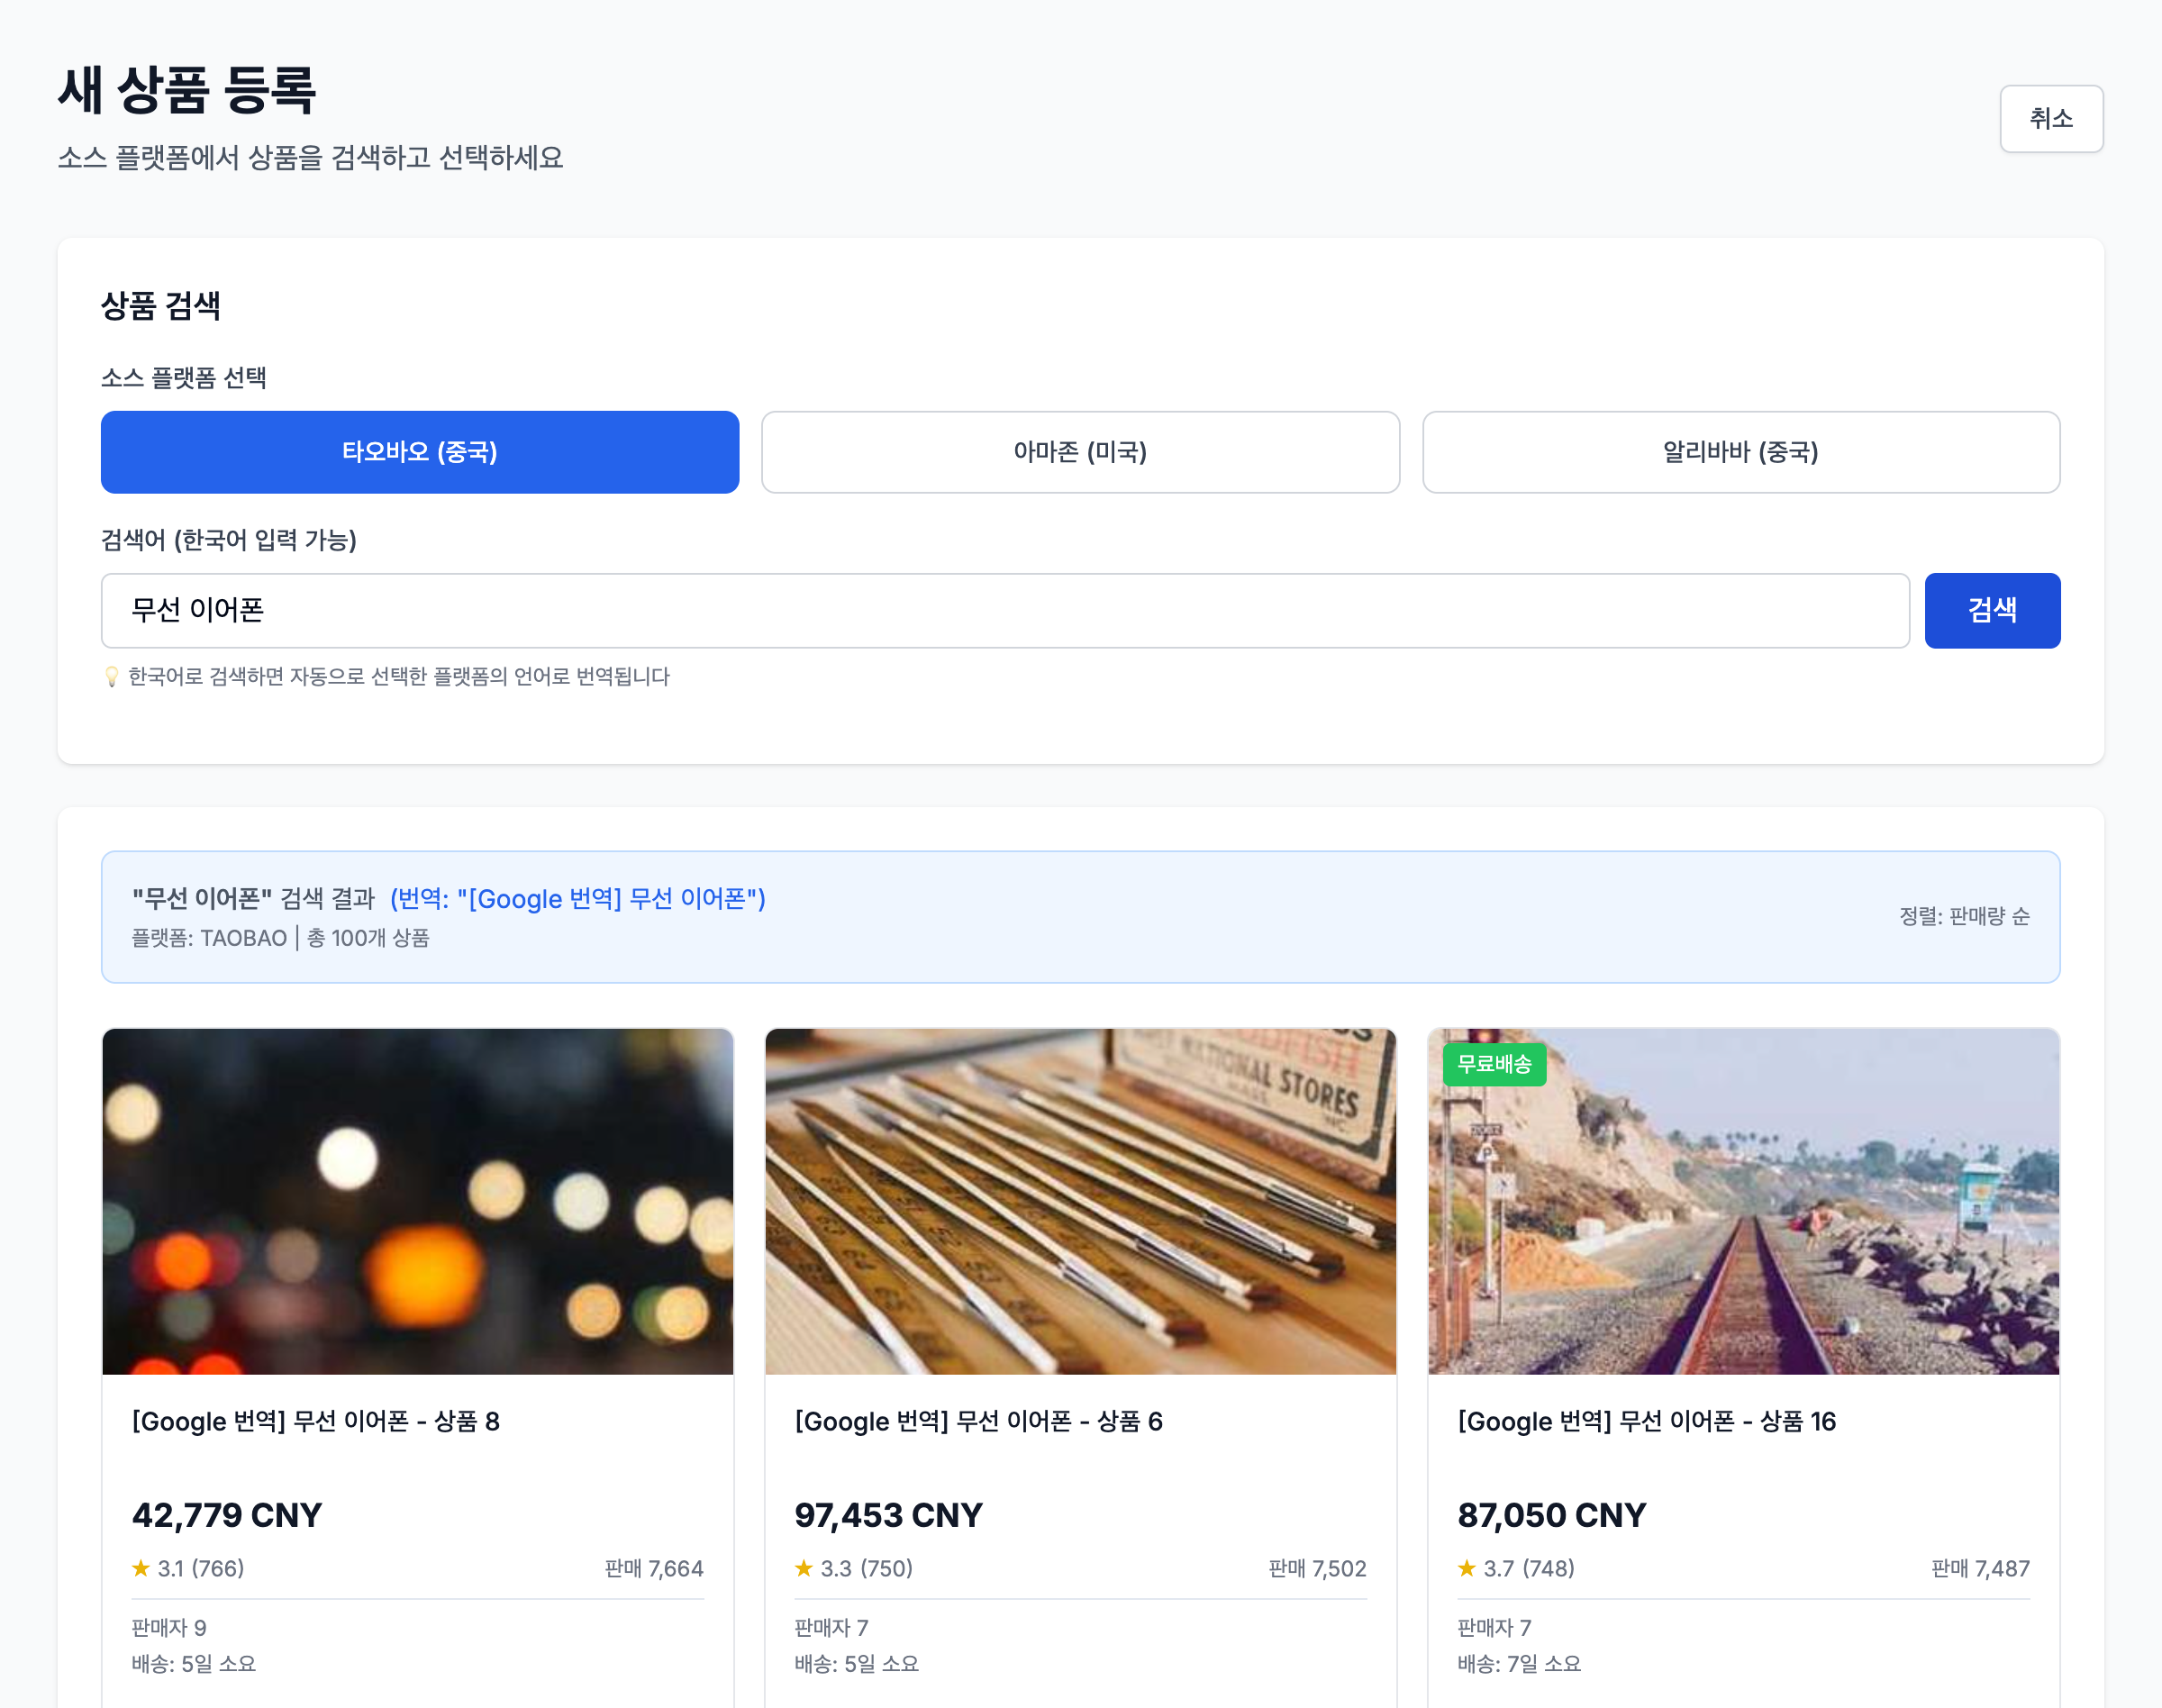 새 상품 등록
취소
소스 플랫폼에서 상품을 검색하고 선택하세요
상품 검색
소스 플랫폼 선택
타오바오 (중국)
아마존 (미국)
알리바바 (중국)
검색어 (한국어 입력 가능)
무선 이어폰
검색
💡 한국어로 검색하면 자동으로 선택한 플랫폼의 언어로 번역됩니다
"무선 이어폰" 검색 결과 (번역: "[Google 번역] 무선 이어폰")
플랫폼: TAOBAO | 총 100개 상품
정렬: 판매량 순
NATIONAL STORES
무료배송
[Google 번역] 무선 이어폰 - 상품 8
42,779 CNY
★ 3.1 (766)
판매 7,664
판매자 9
배송: 5일 소요
[Google 번역] 무선 이어폰 - 상품 6
97,453 CNY
★ 3.3 (750)
판매 7,502
판매자 7
배송: 5일 소요
[Google 번역] 무선 이어폰 - 상품 16
87,050 CNY
★ 3.7 (748)
판매 7,487
판매자 7
배송: 7일 소요